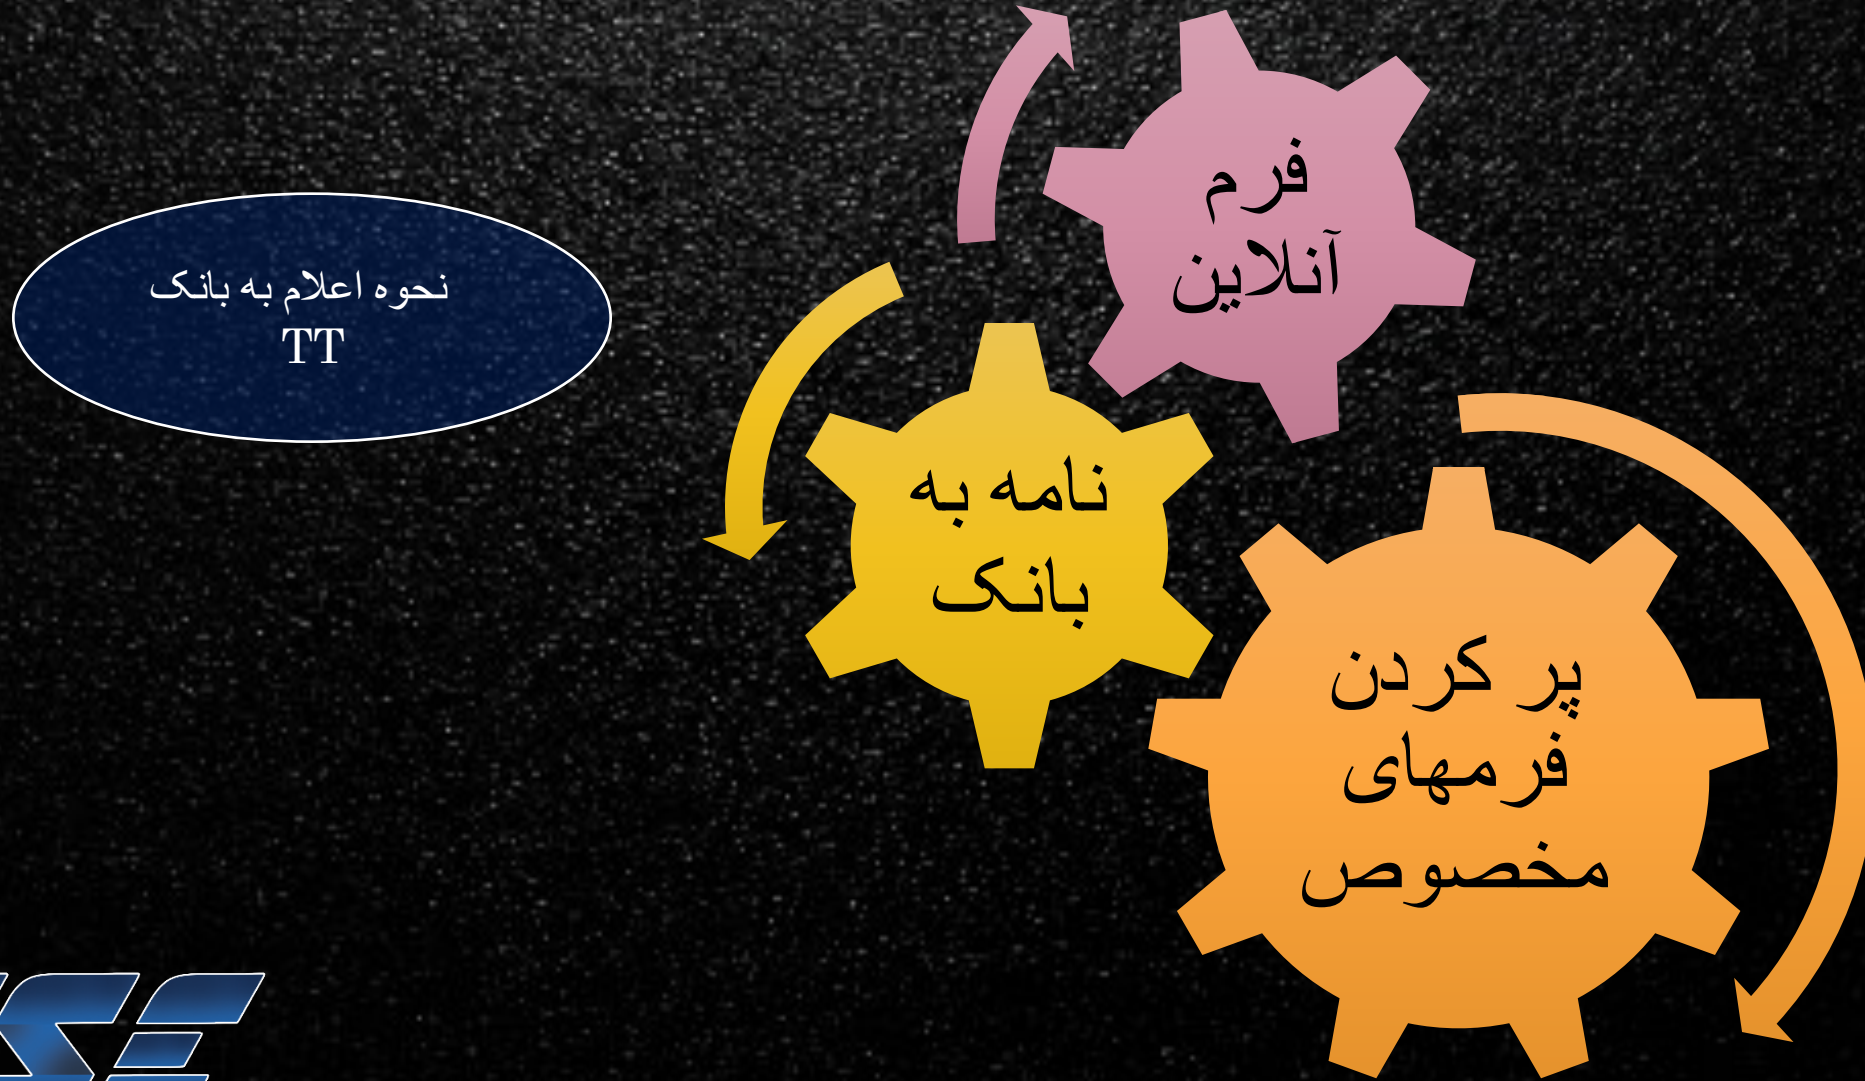 فرم
آنلاین
نحوه اعلام به بانک
TT
نامه به
بانک
پر کردن
فرمهای
مخصوص